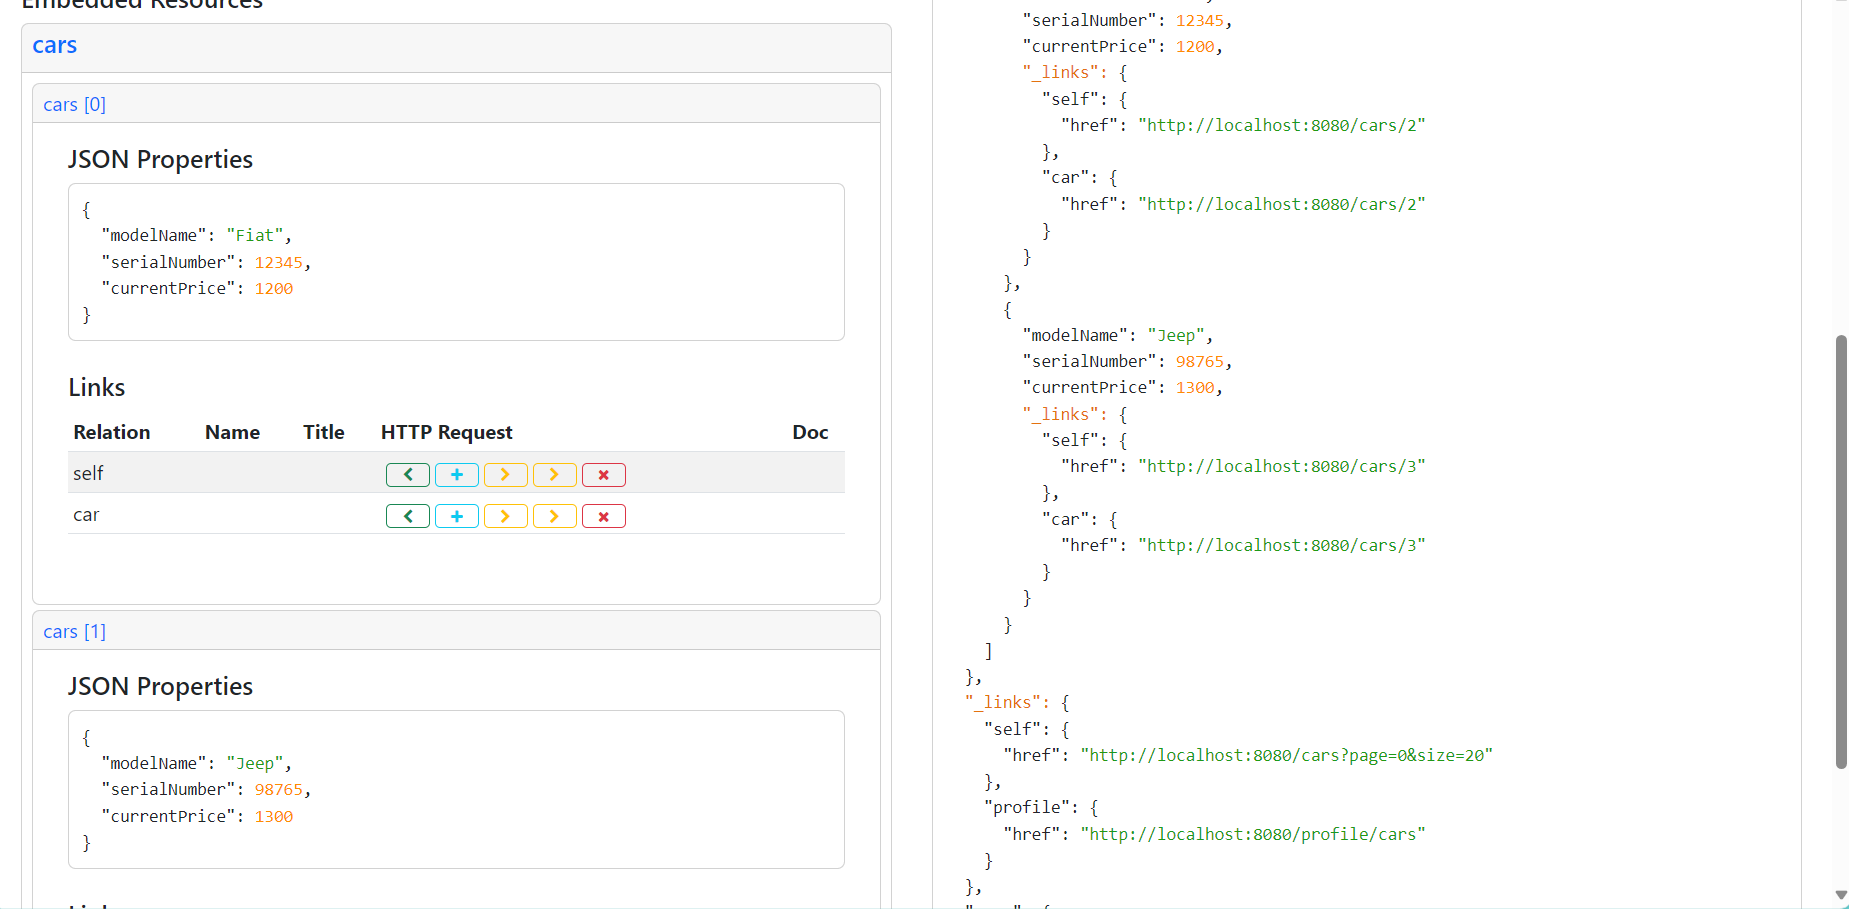 Embedded Resources
cars
cars [0]
JSON Properties
{
"modelName": "Fiat",
"serialNumber": 12345,
"currentPrice": 1200
}
Links
Relation Name Title HTTP Request Doc
self
car
cars [1]
JSON Properties
{
"modelName": "Jeep",
"serialNumber": 98765,
"currentPrice": 1300
}
"serialNumber": 12345,
"currentPrice": 1200,
"_links": {
"self": {
"href": "http://localhost:8080/cars/2"
},
"car": {
"href": "http://localhost:8080/cars/2"
}
}
},
{
"modelName": "Jeep",
"serialNumber": 98765,
"currentPrice": 1300,
"_links": {
"self": {
"href": "http://localhost:8080/cars/3"
},
"car": {
"href": "http://localhost:8080/cars/3"
}
}
}
]
},
"_links": {
"self": {
"href": "http://localhost:8080/cars?page=0&size=20"
},
"profile": {
"href": "http://localhost:8080/profile/cars"
}
},